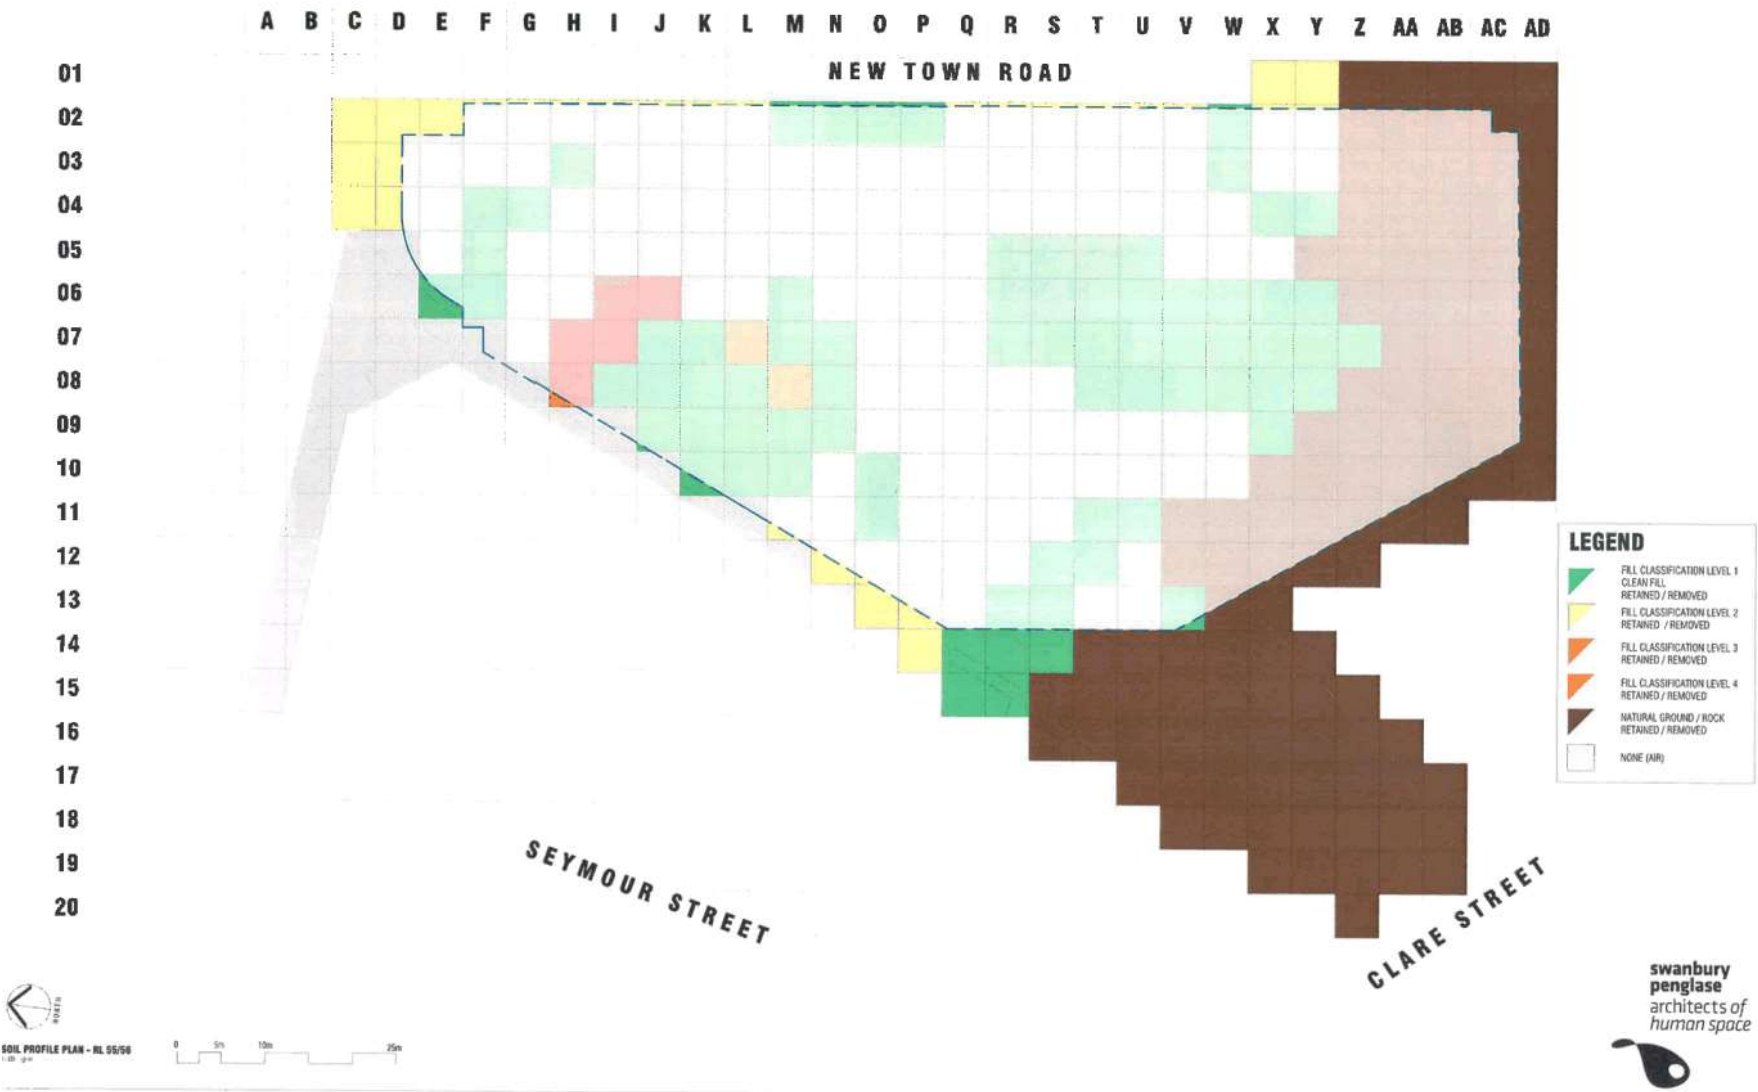 A B C D E F G H I J K L M N O P Q R S T U V W X Y Z AA AB AC AD
01
NEW TOWN ROAD
02
03
04
05
06
07
08
09
10
11
12
13
14
15
16
17
18
19
20
LEGEND
FILL CLASSIFICATION LEVEL 1
CLEAN FILL
RETAINED / REMOVED
FILL CLASSIFICATION LEVEL 2
RETAINED / REMOVED
FILL CLASSIFICATION LEVEL 3
RETAINED / REMOVED
FILL CLASSIFICATION LEVEL 4
RETAINED / REMOVED
NATURAL GROUND / ROCK
RETAINED / REMOVED
NONE (AIR)
SEYMOUR STREET
CLARE STREET
swanbury
penglase
architects of
human space
NORTH
SOIL PROFILE PLAN - RL 55/56
0 5m 10m 25m